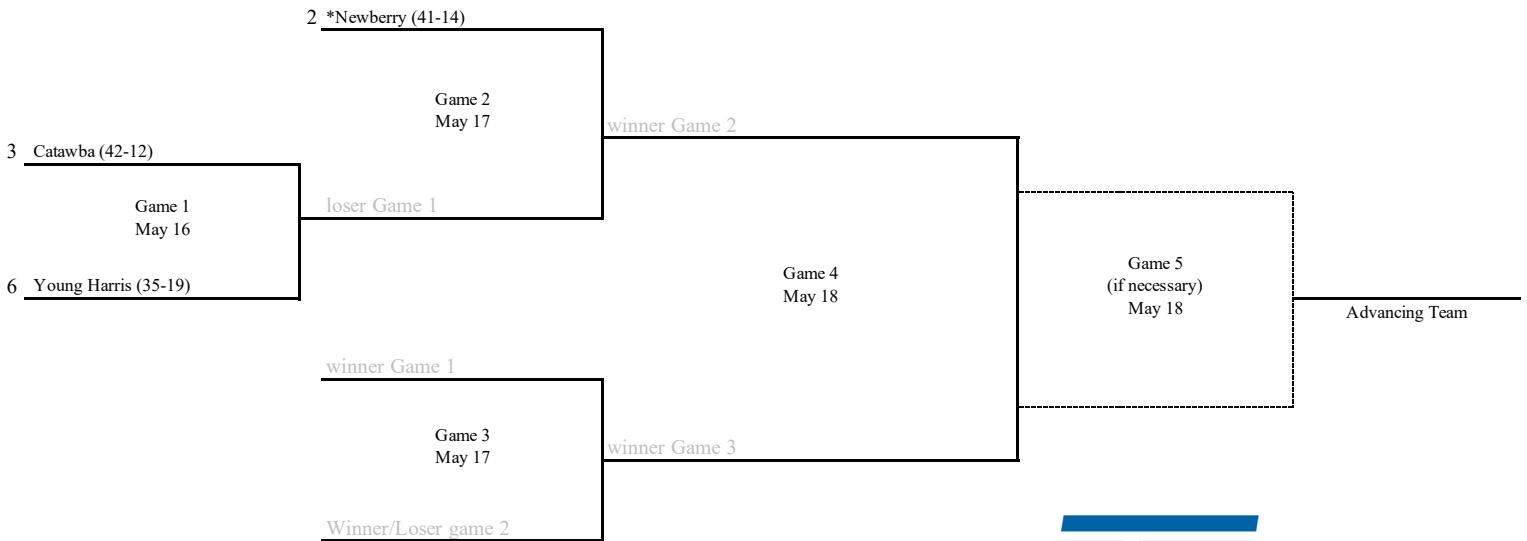 2 *Newberry (41-14)
Game 2
May 17
winner Game 2
3 Catawba (42-12)
Game 1
May 16
loser Game 1
6 Young Harris (35-19)
Game 4
May 18
Game 5
(if necessary)
May 18
Advancing Team
winner Game 1
Game 3
May 17
winner Game 3
Winner/Loser game 2